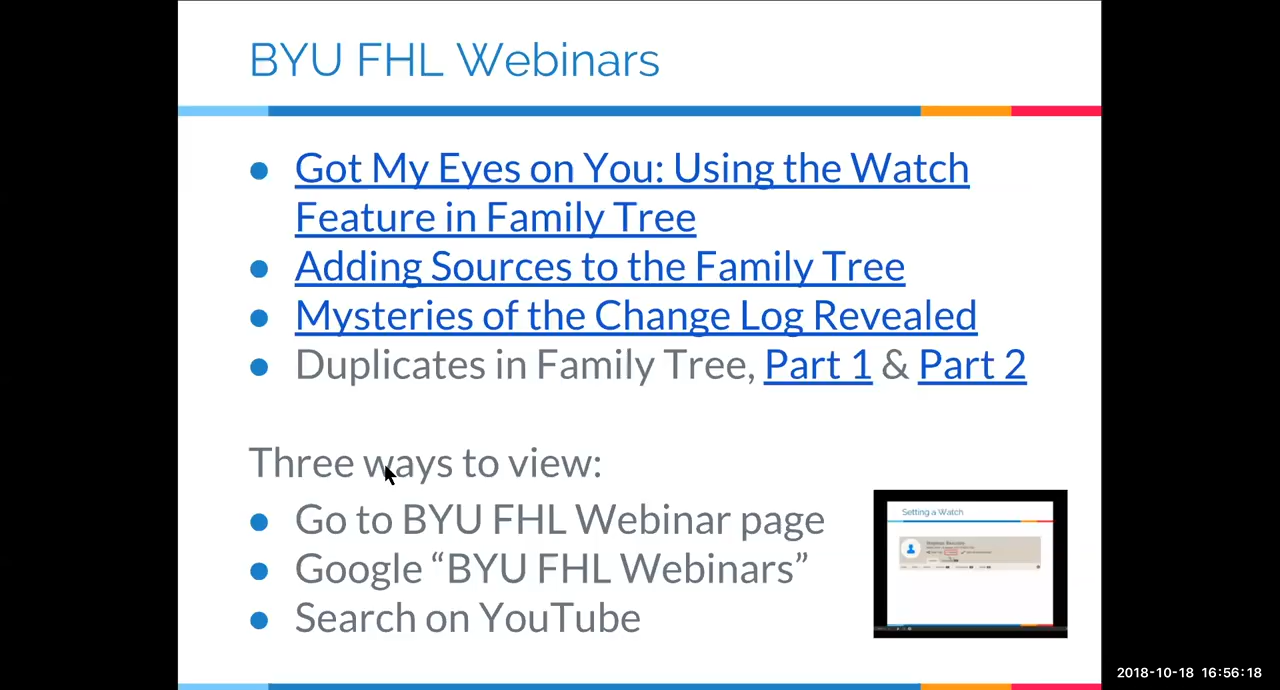 BYU FHL Webinars
● Got My Eyes on You: Using the Watch
Feature in Family Tree
● Adding Sources to the Family Tree
● Mysteries of the Change Log Revealed
● Duplicates in Family Tree, Part 1 & Part 2
Three ways to view:
● Go to BYU FHL Webinar page
● Google “BYU FHL Webinars”
● Search on YouTube
Setting a Watch
2018-10-18 16:56:18